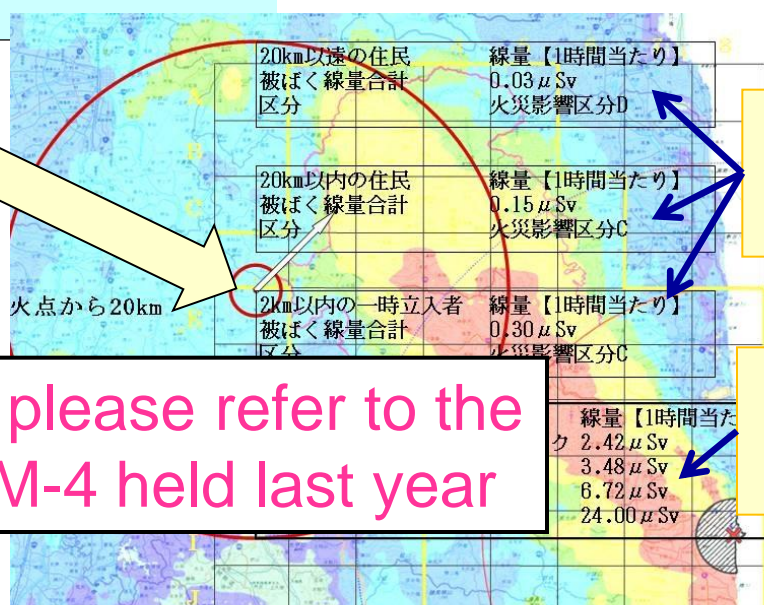 20km以遠の住民 線量【1時間当たり】
被ばく線量合計 0.03μSv
区分 火災影響区分D
20km以内の住民 線量【1時間当たり】
被ばく線量合計 0.15μSv
区分 火災影響区分C
火点から20km
2km以内の一時立入者 線量【1時間当たり】
被ばく線量合計 0.30μSv
区分 火災影響区分C
please refer to the
M-4 held last year
線量【1時間当た
ク 2.42μSv
3.48μSv
6.72μSv
24.00μSv